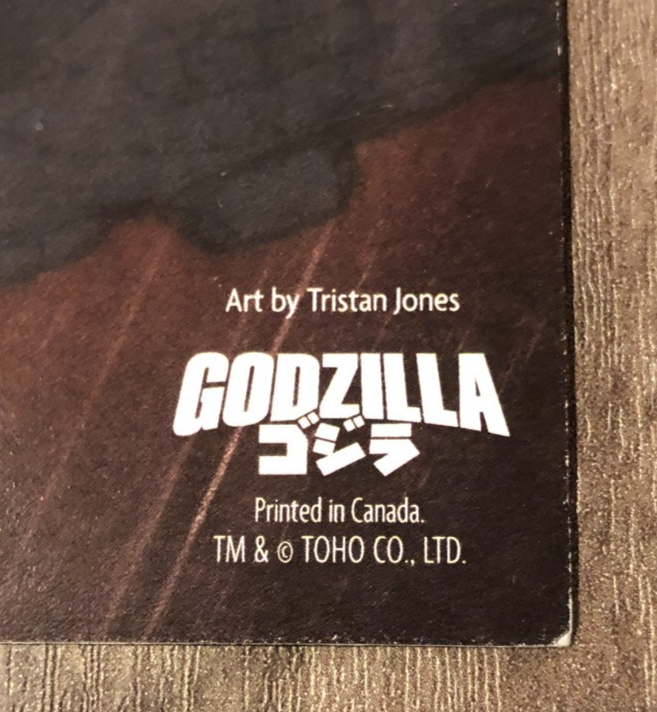 Art by Tristan Jones
GODZILLA
ゴジラ
Printed in Canada.
TM & © TOHO CO., LTD.